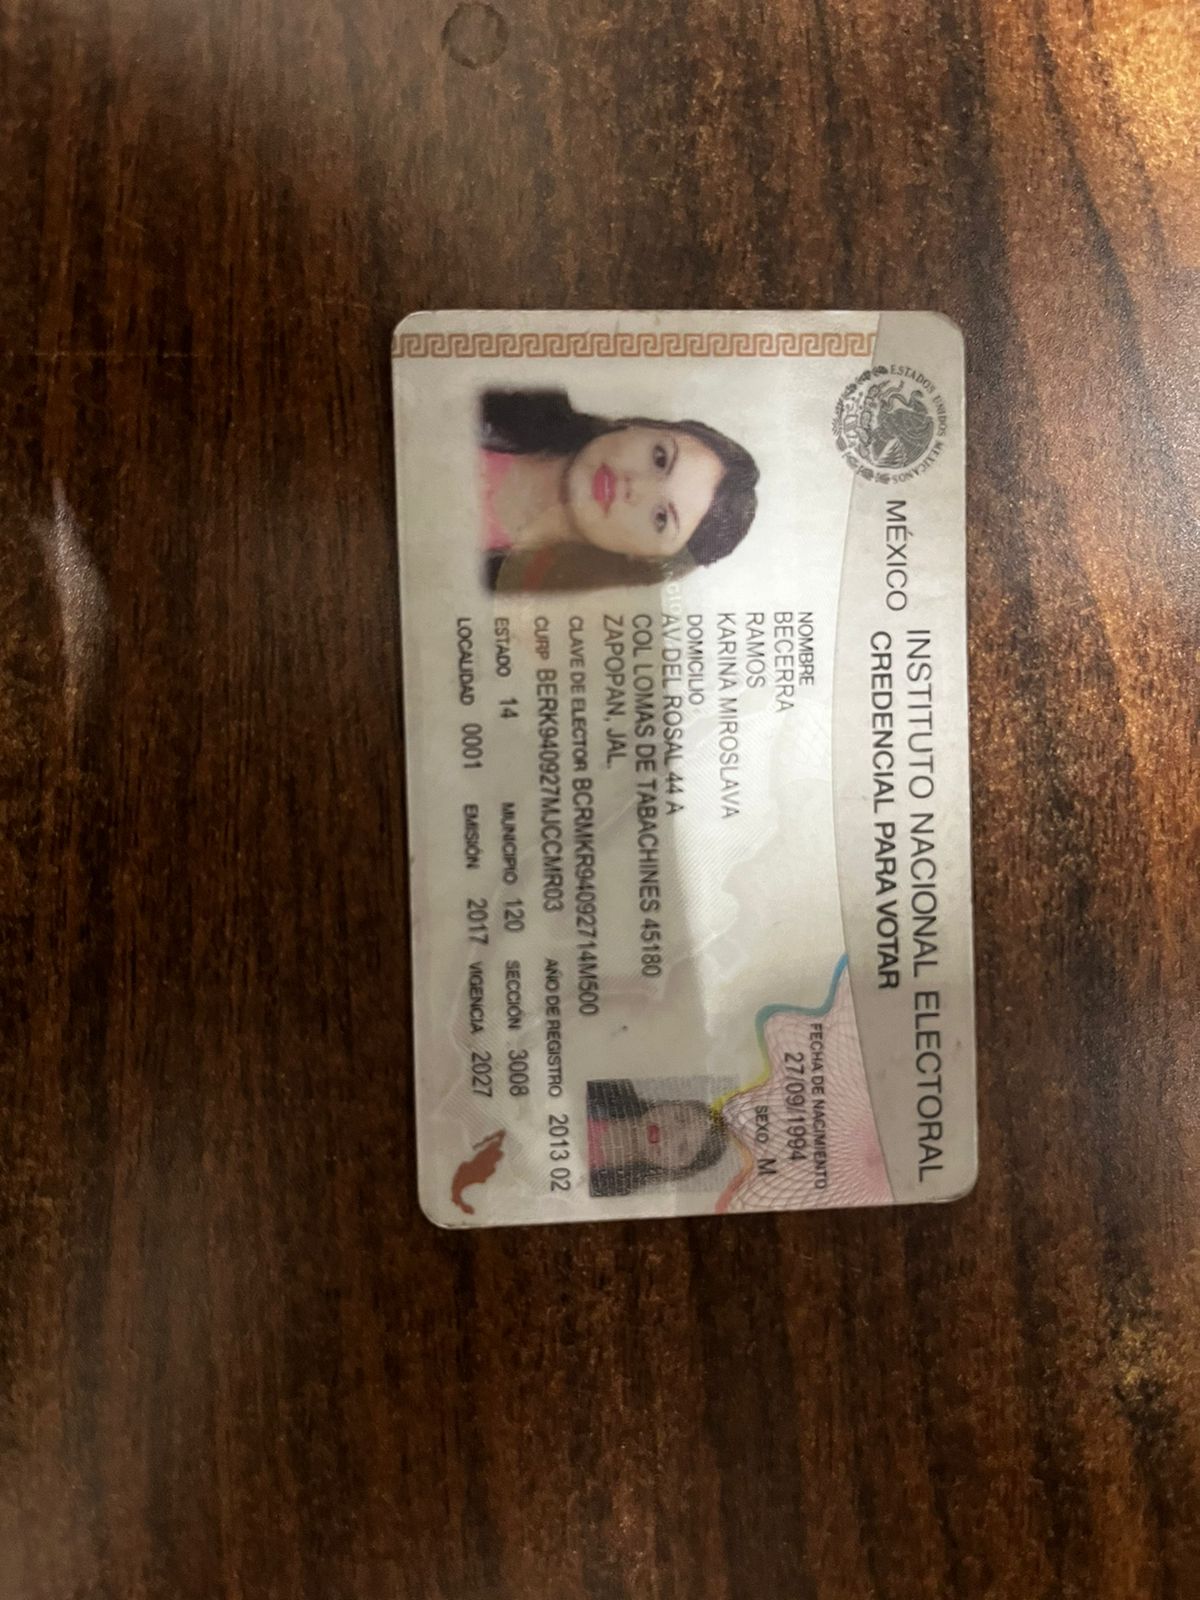 ESTADOS UNIDOS MEXICANOS
MÉXICO
INSTITUTO NACIONAL ELECTORAL
CREDENCIAL PARA VOTAR
NOMBRE
BECERRA
RAMOS
KARINA MIROSLAVA
FECHA DE NACIMIENTO
27/09/1994
SEXO M
DOMICILIO
AV DEL ROSAL 44 A
COL LOMAS DE TABACHINES 45180
ZAPOPAN, JAL.
CLAVE DE ELECTOR BCRMKR94092714M500
CURP BERK940927MJCCMR03 AÑO DE REGISTRO 2013 02
ESTADO 14 MUNICIPIO 120 SECCIÓN 3008
LOCALIDAD 0001 EMISIÓN 2017 VIGENCIA 2027